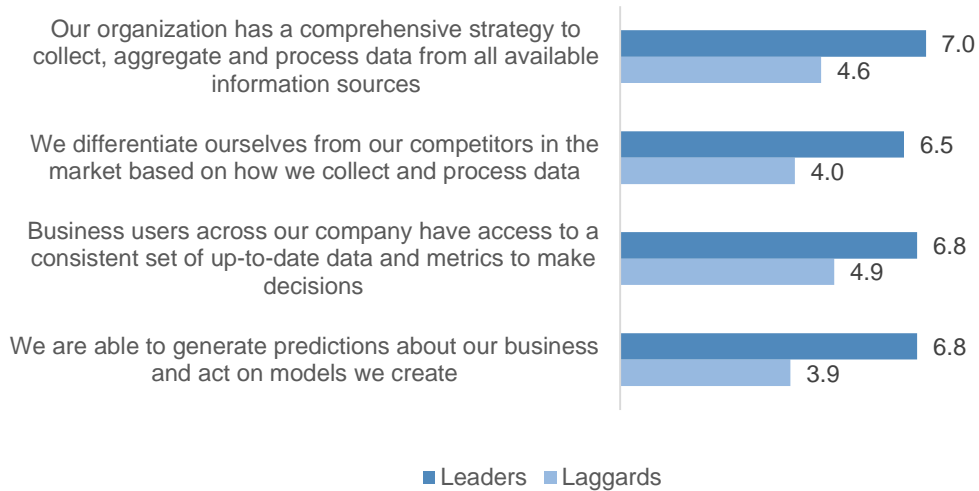 Our organization has a comprehensive strategy to
collect, aggregate and process data from all available
information sources
7.0
4.6
We differentiate ourselves from our competitors in the
market based on how we collect and process data
6.5
4.0
Business users across our company have access to a
consistent set of up-to-date data and metrics to make
decisions
6.8
4.9
We are able to generate predictions about our business
and act on models we create
6.8
3.9
Leaders Laggards